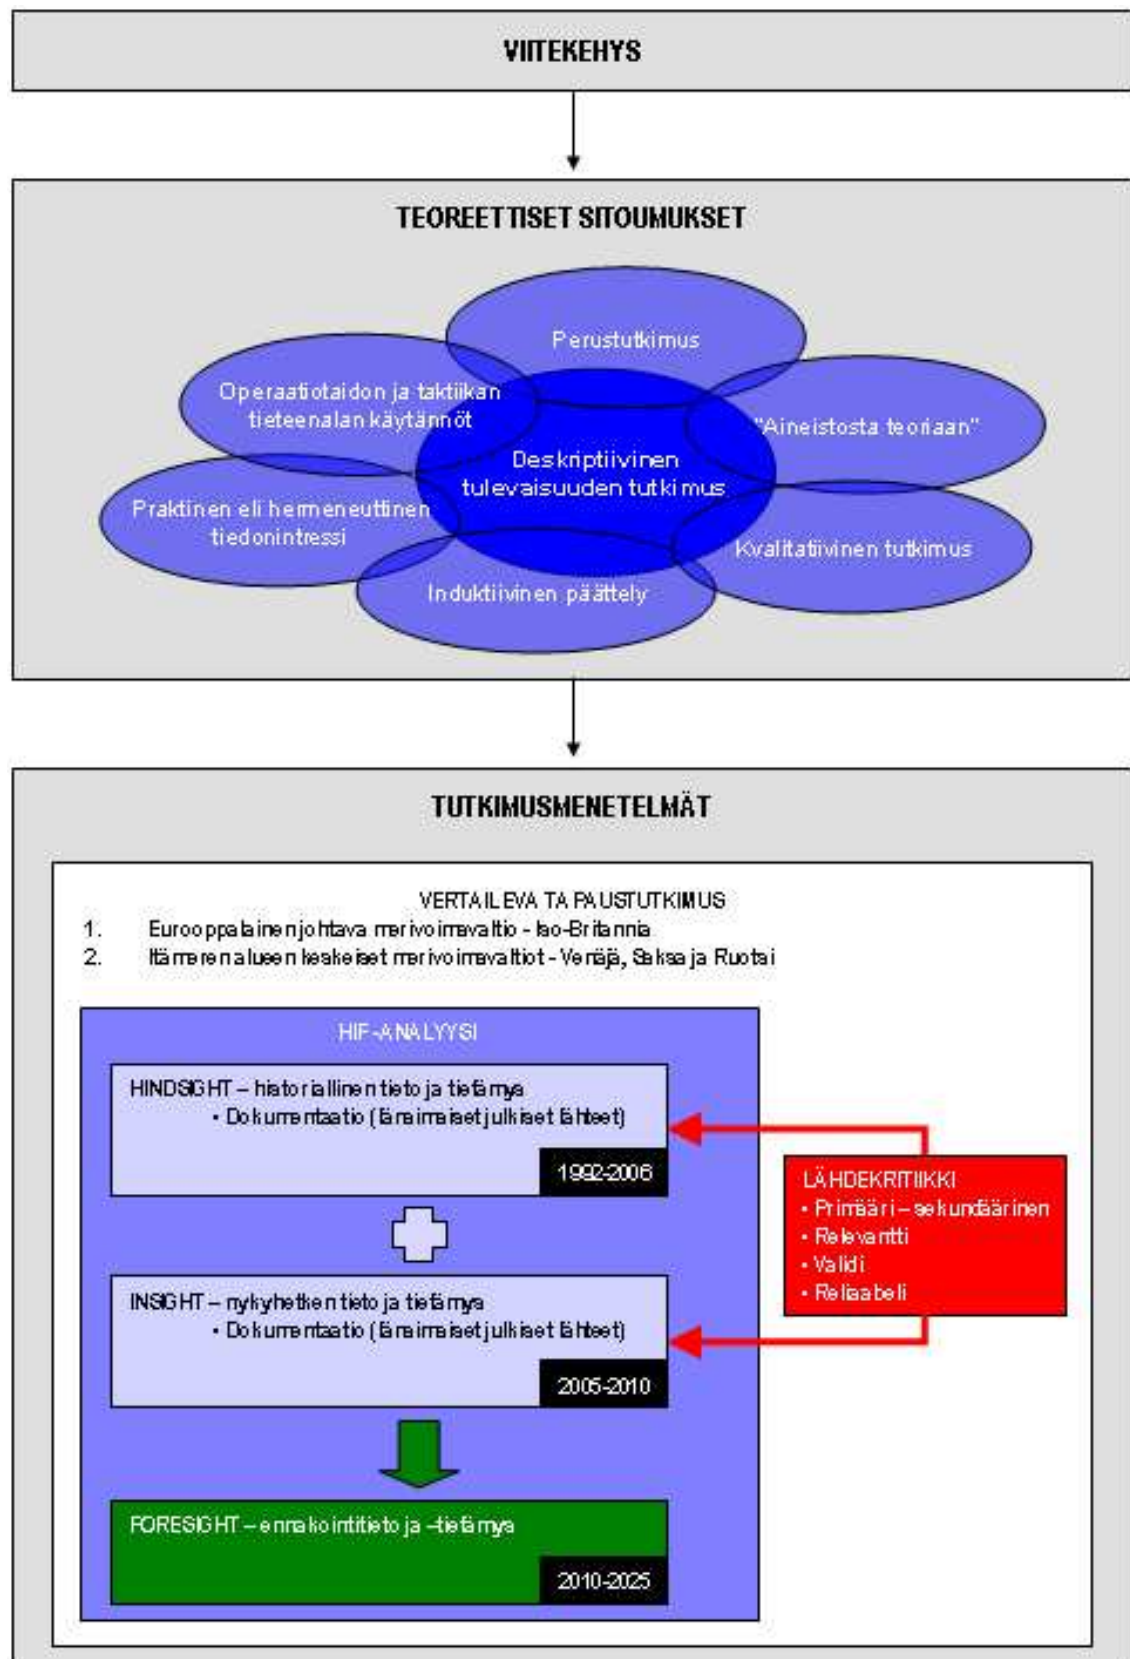 VIITEKEHYS
TEOREETTISET SITOUMUKSET
Perustutkimus
Operaatiotaidon ja taktiikan
tieteenalan käytännöt
"Aineistosta teoriaan"
Deskriptiivinen
tulevaisuuden tutkimus
Praktinen eli hermeneuttinen
tiedonintressi
Kvalitatiivinen tutkimus
Induktiivinen päättely
TUTKIMUSMENETELMÄT
VERTAILEVA TAPAUSTUTKIMUS
1. Eurooppalainen johtava merivoimavaltio - Iso-Britannia
2. Itämeren alueen keskeiset merivoimavaltiot - Venäjä, Saksa ja Ruotsi
HIF-ANALYYSI
HINDSIGHT – historiallinen tieto ja tietämys
• Dokumentaatio (länsimaiset julkiset lähteet)
1992-2006
LÄHDEKRITIIKKI
• Primääri – sekundäärinen
• Relevantti
• Validi
• Reliaabeli
INSIGHT – nykyhetken tieto ja tietämys
• Dokumentaatio (länsimaiset julkiset lähteet)
2005-2010
FORESIGHT – ennakointitieto ja –tietämys
2010-2025